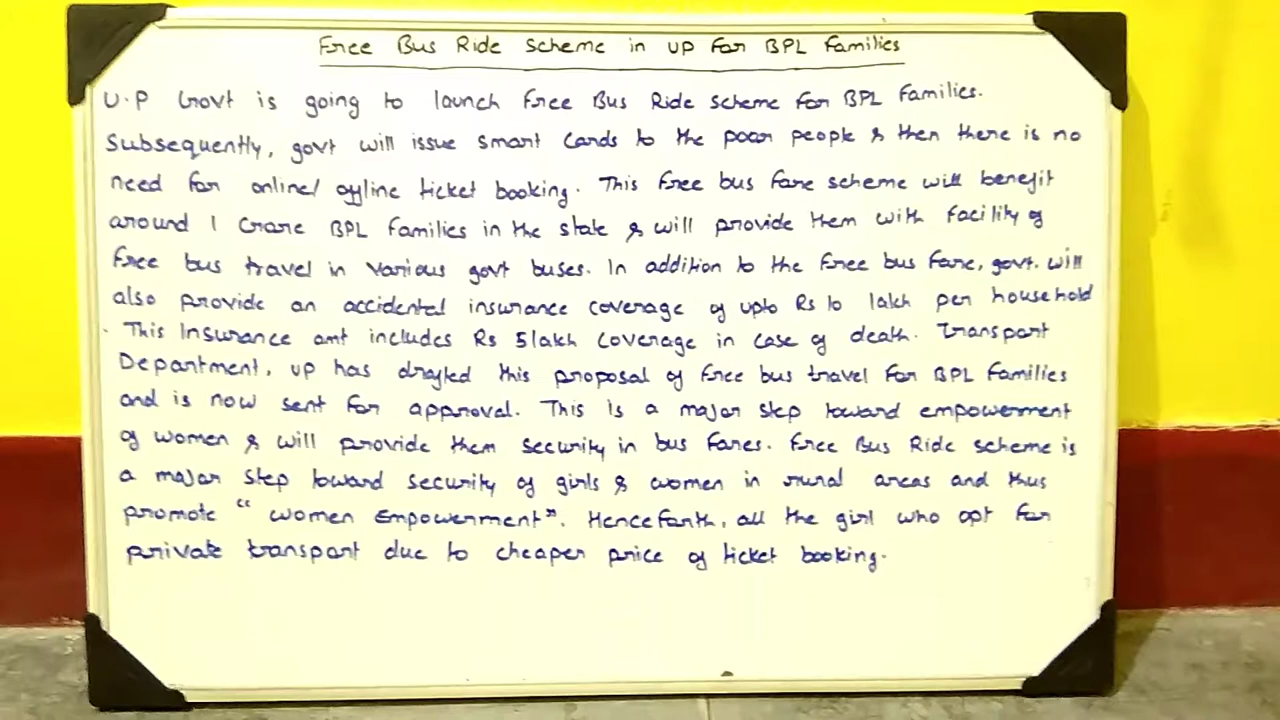 Free Bus Ride Scheme in UP For BPL Families
U.P Govt is going to launch Free Bus Ride Scheme For BPL Families.
Subsequently, govt will issue smart cards to the poor people & then there is no
need for online/offline ticket booking. This Free bus fare scheme will benefit
around 1 Crore BPL Families in the state & will provide them with facility of
Free bus travel in various govt buses. In addition to the Free bus fare, govt. will
also provide an accidental insurance coverage of upto Rs 10 lakh per household
. This Insurance amt includes Rs 5lakh coverage in case of death. Transport
Department, UP has drafted this proposal of Free bus travel For BPL Families
and is now sent For approval. This is a major step toward empowerment
of women & will provide them security in bus Fares. Free Bus Ride scheme is
a major step toward security of girls & women in rural areas and thus
promote "women Empowerment". Henceforth, all the girl who opt For
private transport due to cheaper price of ticket booking.